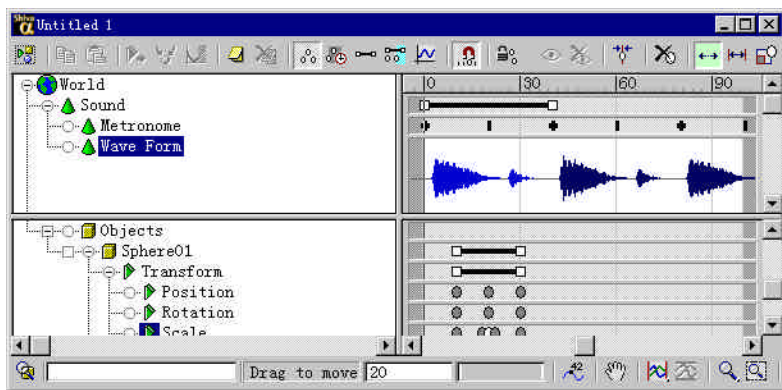 Untitled 1
World
Sound
Metronome
Wave Form
0 30 60 90
Objects
Sphere01
Transform
Position
Rotation
Scale
Drag to move 20
42